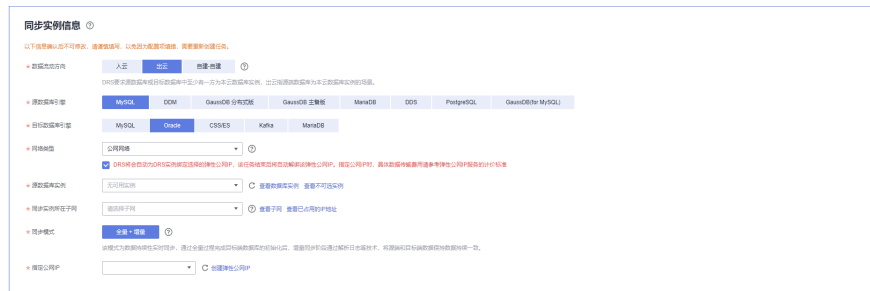 同步实例信息
以下信息确认后不可修改，请谨慎填写，以免因为配置项错误，需要重新创建任务。
* 数据流动方向 入云 出云 自建-自建
DRS要求源数据库或目标数据库中至少有一方为本云数据库实例，出云指源端数据库为本云数据库实例的场景。
* 源数据库引擎 MySQL DDM GaussDB 分布式版 GaussDB 主备版 MariaDB DDS PostgreSQL GaussDB(for MySQL)
* 目标数据库引擎 MySQL Oracle CSS/ES Kafka MariaDB
* 网络类型 公网网络
DRS将会自动为DRS实例绑定选择的弹性公网IP，该任务结束后将自动解绑该弹性公网IP。指定公网IP时，具体数据传输费用请参考弹性公网IP服务的计价标准
* 源数据库实例 无可用实例 查看数据库实例 查看不可选实例
* 同步实例所在子网 请选择子网 查看子网 查看已占用的IP地址
* 同步模式 全量+增量
该模式为数据持续性实时同步，通过全量过程完成目标端数据库的初始化后，增量同步阶段通过解析日志等技术，将源端和目标端数据保持数据持续一致。
* 指定公网IP 创建弹性公网IP